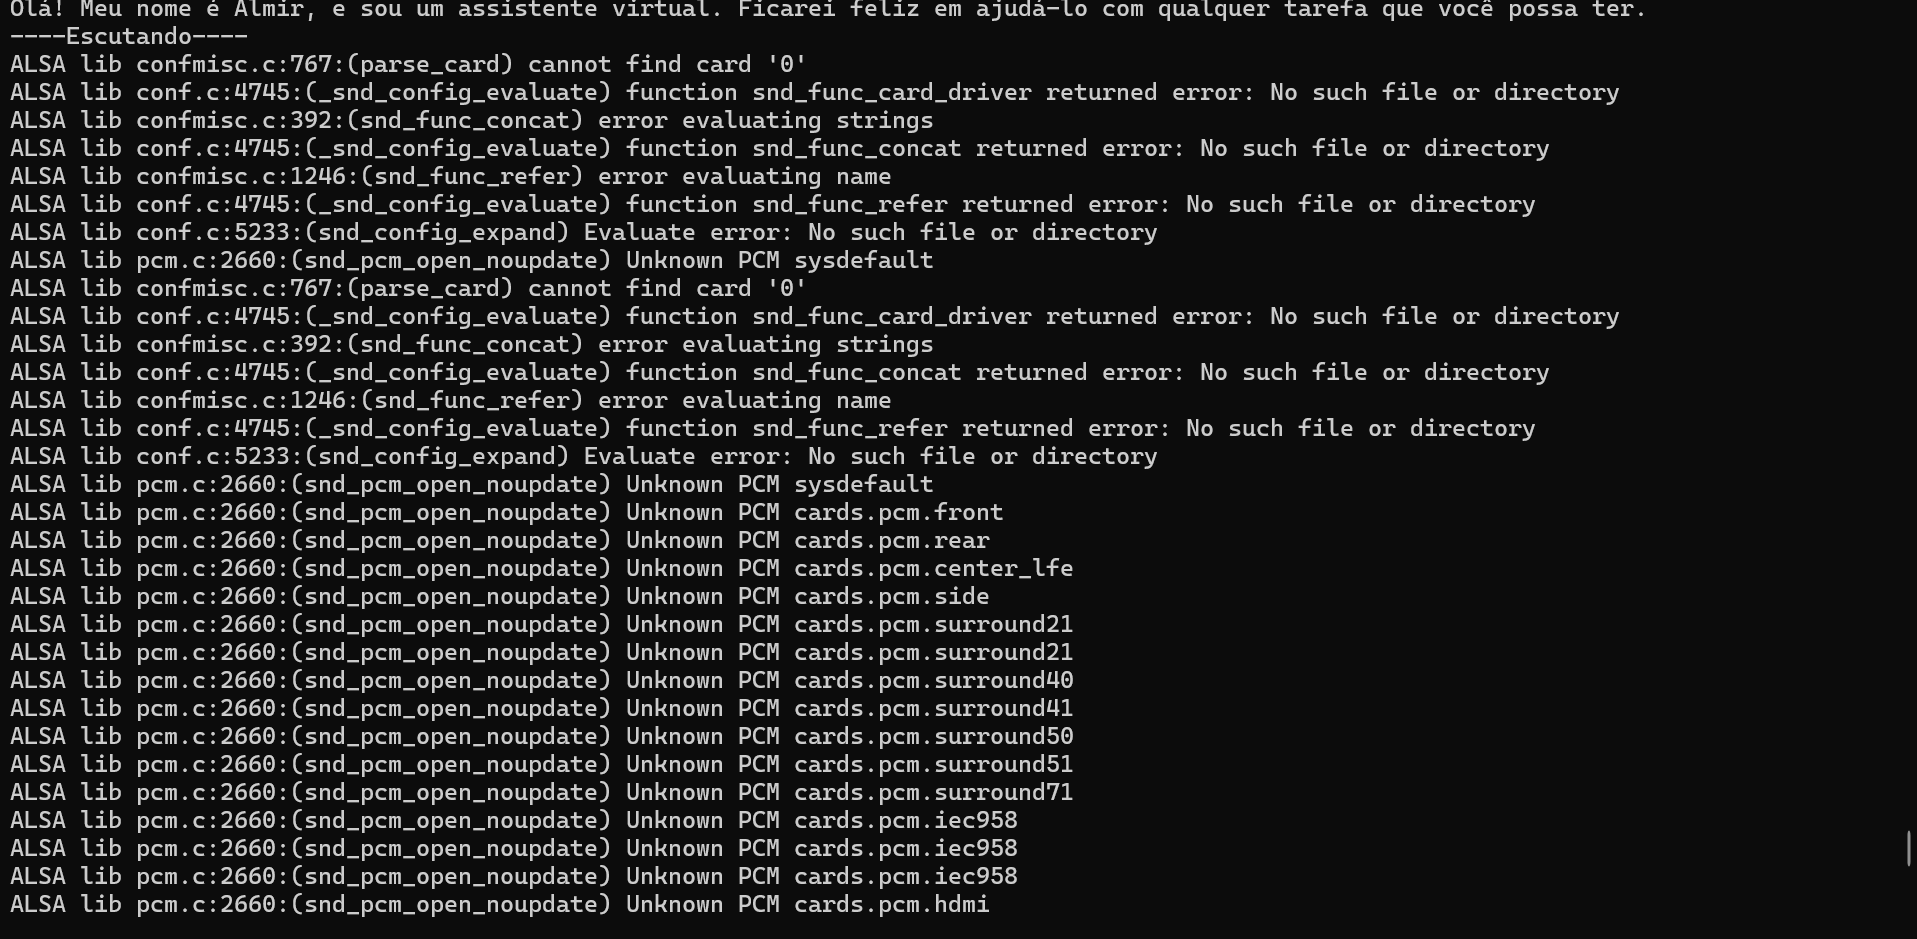 Olá! Meu nome é Almir, e sou um assistente virtual. Ficarei feliz em ajudá-lo com qualquer tarefa que você possa ter.
----Escutando----
ALSA lib confmisc.c:767:(parse_card) cannot find card '0'
ALSA lib conf.c:4745:(_snd_config_evaluate) function snd_func_card_driver returned error: No such file or directory
ALSA lib confmisc.c:392:(snd_func_concat) error evaluating strings
ALSA lib conf.c:4745:(_snd_config_evaluate) function snd_func_concat returned error: No such file or directory
ALSA lib confmisc.c:1246:(snd_func_refer) error evaluating name
ALSA lib conf.c:4745:(_snd_config_evaluate) function snd_func_refer returned error: No such file or directory
ALSA lib conf.c:5233:(snd_config_expand) Evaluate error: No such file or directory
ALSA lib pcm.c:2660:(snd_pcm_open_noupdate) Unknown PCM sysdefault
ALSA lib confmisc.c:767:(parse_card) cannot find card '0'
ALSA lib conf.c:4745:(_snd_config_evaluate) function snd_func_card_driver returned error: No such file or directory
ALSA lib confmisc.c:392:(snd_func_concat) error evaluating strings
ALSA lib conf.c:4745:(_snd_config_evaluate) function snd_func_concat returned error: No such file or directory
ALSA lib confmisc.c:1246:(snd_func_refer) error evaluating name
ALSA lib conf.c:4745:(_snd_config_evaluate) function snd_func_refer returned error: No such file or directory
ALSA lib conf.c:5233:(snd_config_expand) Evaluate error: No such file or directory
ALSA lib pcm.c:2660:(snd_pcm_open_noupdate) Unknown PCM sysdefault
ALSA lib pcm.c:2660:(snd_pcm_open_noupdate) Unknown PCM cards.pcm.front
ALSA lib pcm.c:2660:(snd_pcm_open_noupdate) Unknown PCM cards.pcm.rear
ALSA lib pcm.c:2660:(snd_pcm_open_noupdate) Unknown PCM cards.pcm.center_lfe
ALSA lib pcm.c:2660:(snd_pcm_open_noupdate) Unknown PCM cards.pcm.side
ALSA lib pcm.c:2660:(snd_pcm_open_noupdate) Unknown PCM cards.pcm.surround21
ALSA lib pcm.c:2660:(snd_pcm_open_noupdate) Unknown PCM cards.pcm.surround21
ALSA lib pcm.c:2660:(snd_pcm_open_noupdate) Unknown PCM cards.pcm.surround40
ALSA lib pcm.c:2660:(snd_pcm_open_noupdate) Unknown PCM cards.pcm.surround41
ALSA lib pcm.c:2660:(snd_pcm_open_noupdate) Unknown PCM cards.pcm.surround50
ALSA lib pcm.c:2660:(snd_pcm_open_noupdate) Unknown PCM cards.pcm.surround51
ALSA lib pcm.c:2660:(snd_pcm_open_noupdate) Unknown PCM cards.pcm.surround71
ALSA lib pcm.c:2660:(snd_pcm_open_noupdate) Unknown PCM cards.pcm.iec958
ALSA lib pcm.c:2660:(snd_pcm_open_noupdate) Unknown PCM cards.pcm.iec958
ALSA lib pcm.c:2660:(snd_pcm_open_noupdate) Unknown PCM cards.pcm.iec958
ALSA lib pcm.c:2660:(snd_pcm_open_noupdate) Unknown PCM cards.pcm.hdmi